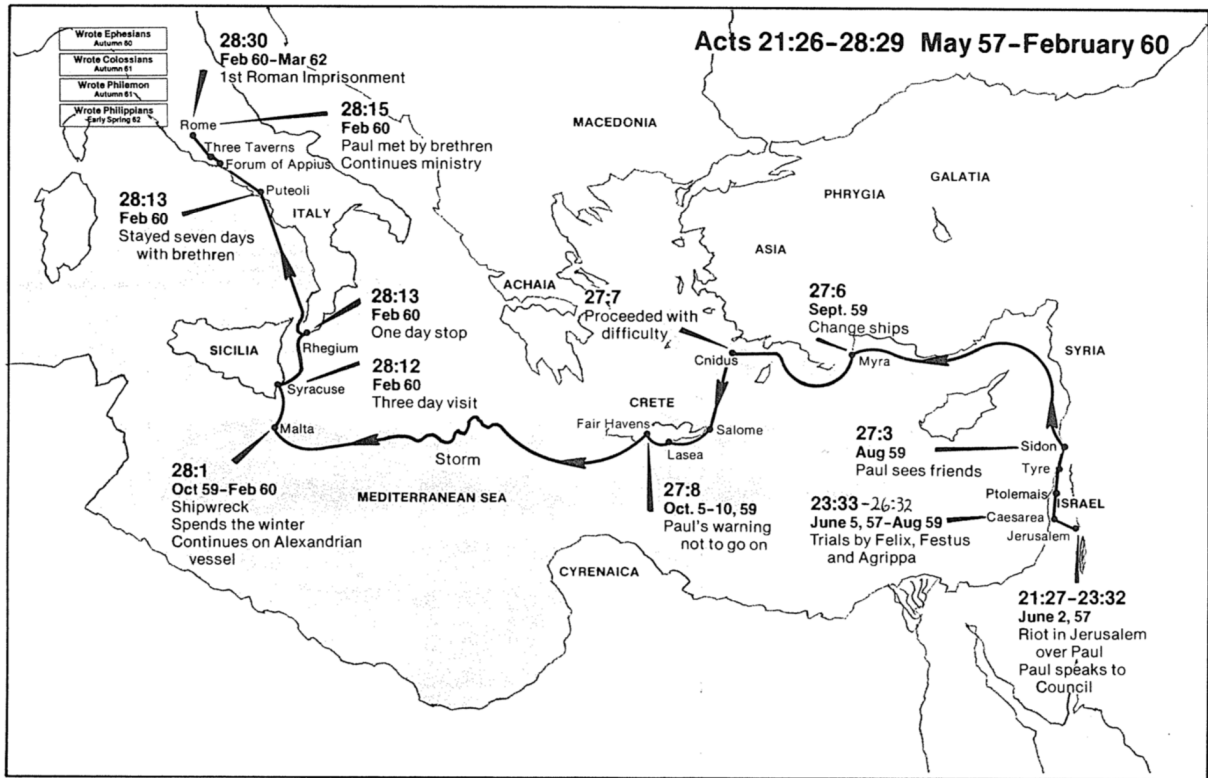 Acts 21:26–28:29 May 57–February 60
Wrote Ephesians
Autumn 60
Wrote Colossians
Autumn 61
Wrote Philemon
Autumn 61
Wrote Philippians
Early Spring 62
28:30
Feb 60–Mar 62
1st Roman Imprisonment
28:15
Feb 60
Paul met by brethren
Continues ministry
Rome
Three Taverns
Forum of Appius
Puteoli
28:13
Feb 60
Stayed seven days
with brethren
ITALY
MACEDONIA
GALATIA
PHRYGIA
ASIA
ACHAIA
27:7
Proceeded with
difficulty
27:6
Sept. 59
Change ships
28:13
Feb 60
One day stop
SICILIA
Rhegium
Cnidus
Myra
SYRIA
28:12
Feb 60
Three day visit
Syracuse
CRETE
Malta
Fair Havens
Salome
Lasea
Storm
27:3
Aug 59
Paul sees friends
Sidon
Tyre
28:1
Oct 59–Feb 60
Shipwreck
Spends the winter
Continues on Alexandrian
vessel
MEDITERRANEAN SEA
27:8
Oct. 5–10, 59
Paul's warning
not to go on
23:33–26:32
June 5, 57–Aug 59
Trials by Felix, Festus
and Agrippa
Ptolemais
ISRAEL
Caesarea
Jerusalem
CYRENAICA
21:27–23:32
June 2, 57
Riot in Jerusalem
over Paul
Paul speaks to
Council